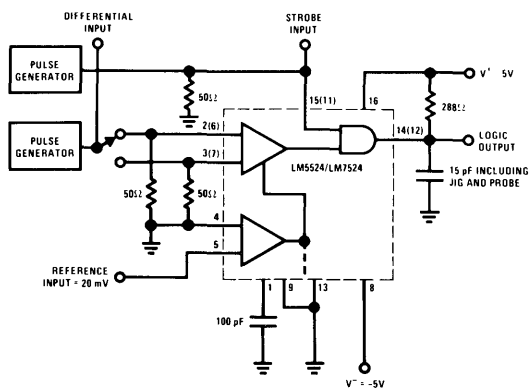 DIFFERENTIAL
INPUT
STROBE
INPUT
PULSE
GENERATOR
50Ω
15(11)
16
V+ 5V
288Ω
PULSE
GENERATOR
2(6)
3(7)
14(12)
LOGIC
OUTPUT
LM5524/LM7524
50Ω
50Ω
15 pF INCLUDING
JIG AND PROBE
4
5
REFERENCE
INPUT = 20 mV
1
9
13
8
100 pF
V− = -5V